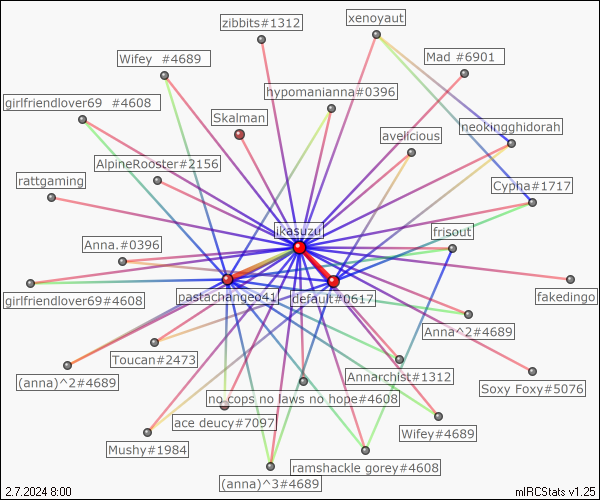 zibbits#1312
xenoyaut
Wifey #4689
Mad #6901
hypomanianna#0396
girlfriendlover69 #4608
Skalman
neokingghidorah
avelicious
AlpineRooster#2156
rattgaming
Cypha#1717
ikasuzu
frisout
Anna.#0396
girlfriendlover69#4608
pastachangeo41
default#0617
fakedingo
Anna^2#4689
Toucan#2473
(anna)^2#4689
Annarchist#1312
Soxy Foxy#5076
no cops no laws no hope#4608
ace deucy#7097
Wifey#4689
Mushy#1984
ramshackle gorey#4608
(anna)^3#4689
2.7.2024 8:00
mIRCStats v1.25